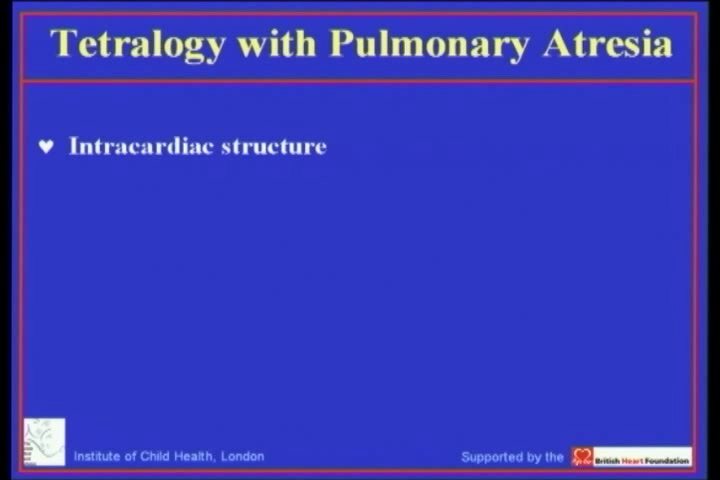 Tetralogy with Pulmonary Atresia
Intracardiac structure
Institute of Child Health, London
Supported by the
British Heart Foundation